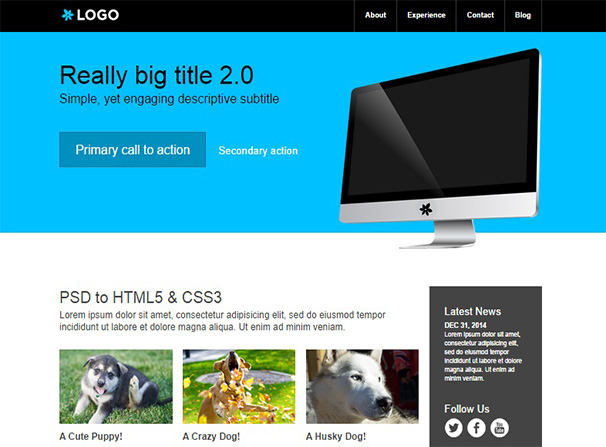 LOGO
About
Experience
Contact
Blog
Really big title 2.0
Simple, yet engaging descriptive subtitle
Primary call to action
Secondary action
PSD to HTML5 & CSS3
Lorem ipsum dolor sit amet, consectetur adipisicing elit, sed do eiusmod tempor
incididunt ut labore et dolore magna aliqua. Ut enim ad minim veniam.
A Cute Puppy!
A Crazy Dog!
A Husky Dog!
Latest News
DEC 31, 2014
Lorem ipsum dolor sit amet,
consectetur adipisicing elit, sed
do eiusmod tempor incididunt ut
labore et dolore magna aliqua. Ut
enim ad minim veniam.
Follow Us
You
Tube